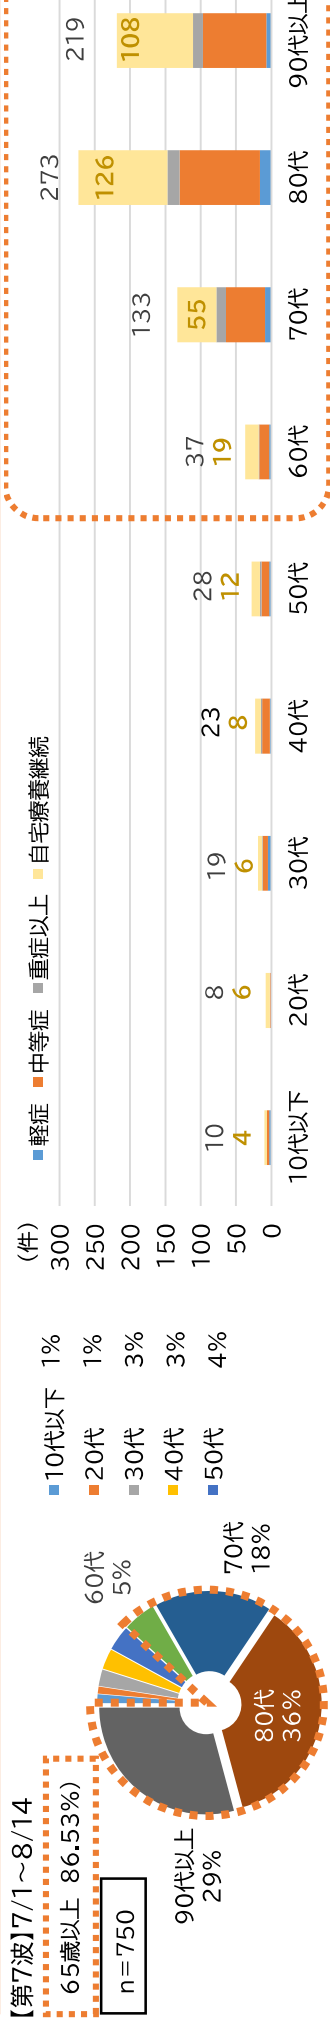 【第7波】7/1～8/14
65歳以上 86.53%)
n=750
60代
5%
70代
18%
80代
36%
90代以上
29%
10代以下 1%
20代 1%
30代 3%
40代 3%
50代 4%
(件)
軽症 中等症 重症以上 自宅療養継続
300
250
200
150
100
50
0
10
4
8
6
19
6
23
8
28
12
37
19
133
55
273
126
219
108
10代以下 20代 30代 40代 50代 60代 70代 80代 90代以上